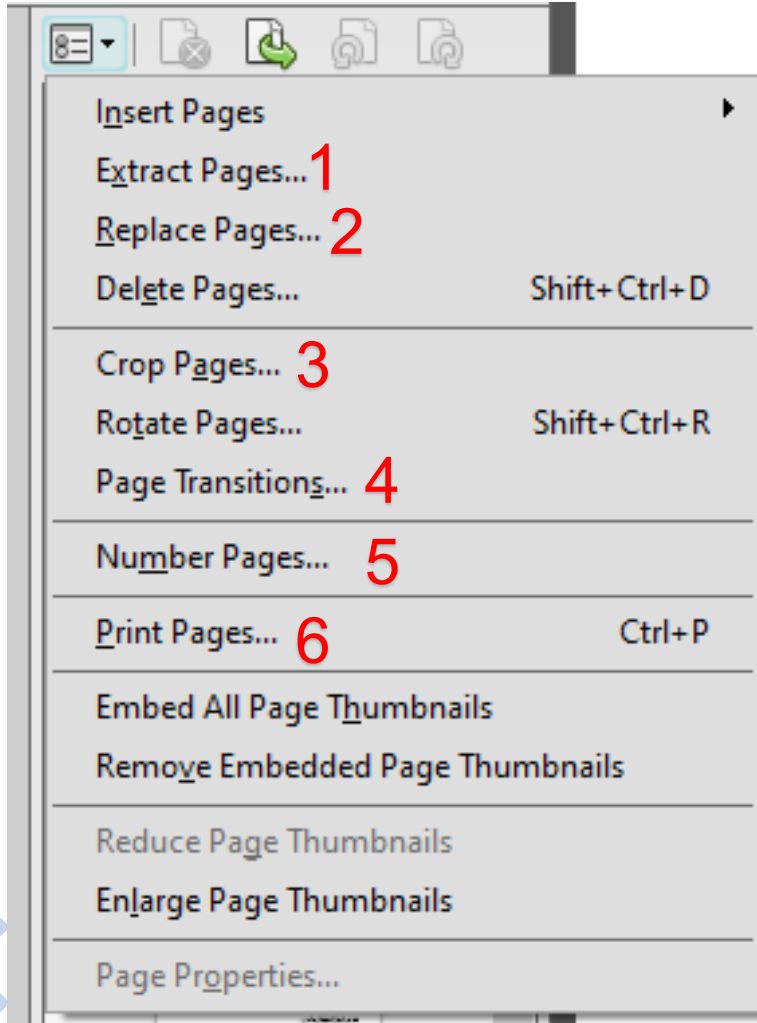 Insert Pages
Extract Pages... 1
Replace Pages... 2
Delete Pages... Shift+Ctrl+D
Crop Pages... 3
Rotate Pages... Shift+Ctrl+R
Page Transitions... 4
Number Pages... 5
Print Pages... 6 Ctrl+P
Embed All Page Thumbnails
Remove Embedded Page Thumbnails
Reduce Page Thumbnails
Enlarge Page Thumbnails
Page Properties...